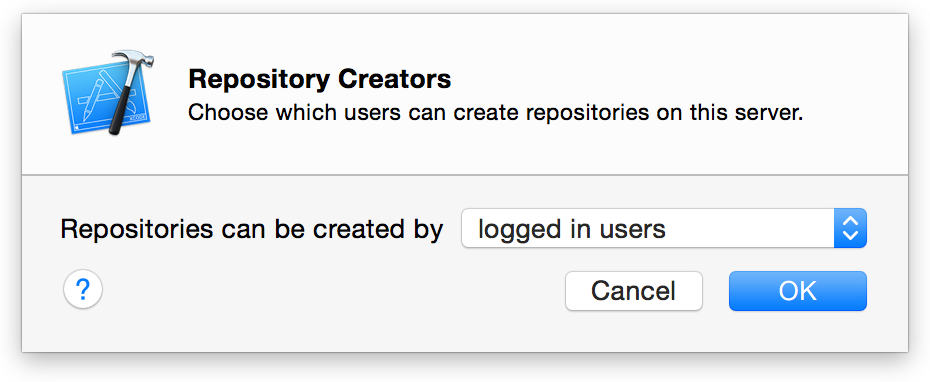 Repository Creators
Choose which users can create repositories on this server.
Repositories can be created by logged in users
?
Cancel OK